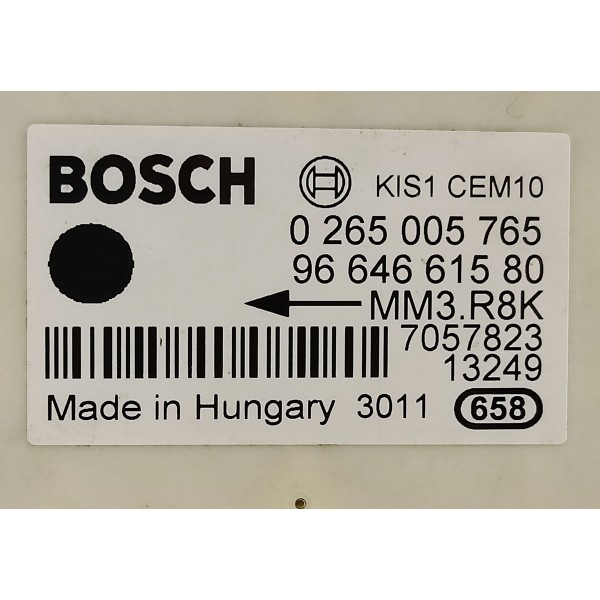 BOSCH KIS1 CEM10
0 265 005 765
96 646 615 80
MM3.R8K
7057823
13249
Made in Hungary 3011 658